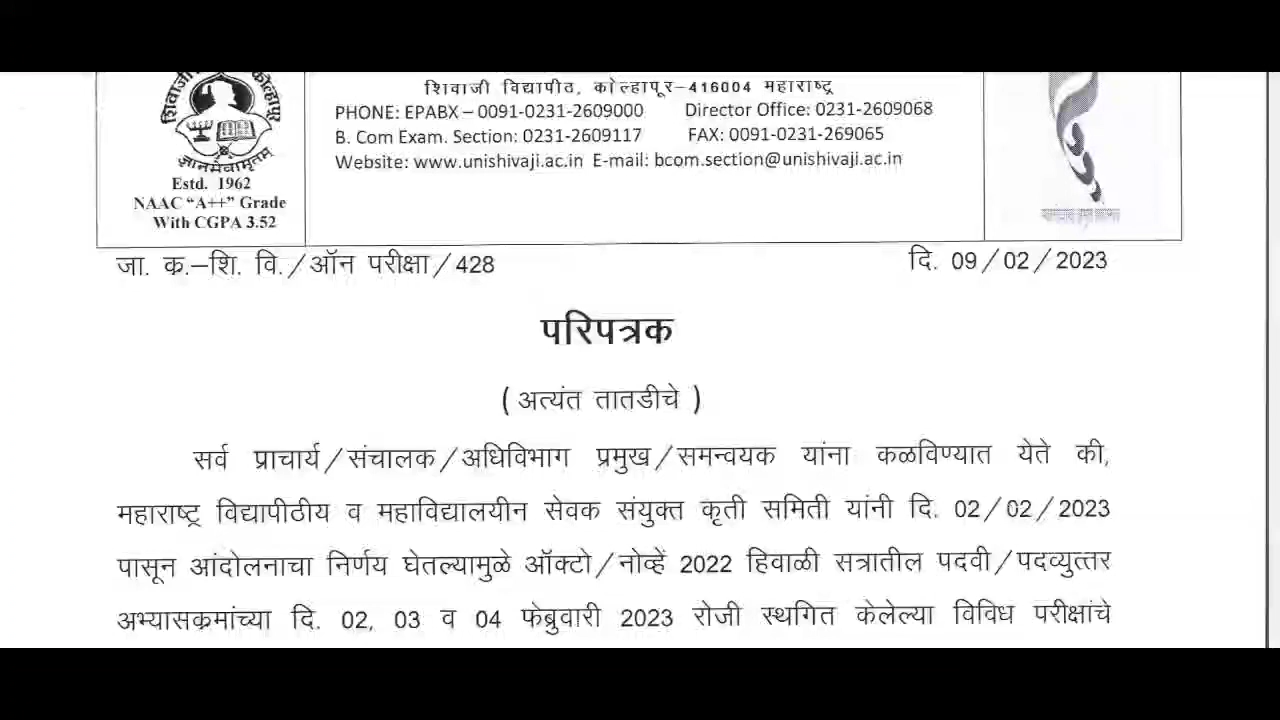 शिवाजी विद्यापीठ, कोल्हापूर-416004 महाराष्ट्र
PHONE: EPABX – 0091-0231-2609000 Director Office: 0231-2609068
B. Com Exam. Section: 0231-2609117 FAX: 0091-0231-269065
Website: www.unishivaji.ac.in E-mail: bcom.section@unishivaji.ac.in
ज्ञानमेवामृतम्
Estd. 1962
NAAC “A++” Grade
With CGPA 3.52
जा. क्र.-शि. वि./ऑन परीक्षा/428 दि. 09/02/2023
परिपत्रक
(अत्यंत तातडीचे )
सर्व प्राचार्य/संचालक/अधिविभाग प्रमुख/समन्वयक यांना कळविण्यात येते की,
महाराष्ट्र विद्यापीठीय व महाविद्यालयीन सेवक संयुक्त कृती समिती यांनी दि. 02/02/2023
पासून आंदोलनाचा निर्णय घेतल्यामुळे ऑक्टो/नोव्हें 2022 हिवाळी सत्रातील पदवी/पदव्युत्तर
अभ्यासक्रमांच्या दि. 02, 03 व 04 फेब्रुवारी 2023 रोजी स्थगित केलेल्या विविध परीक्षांचे